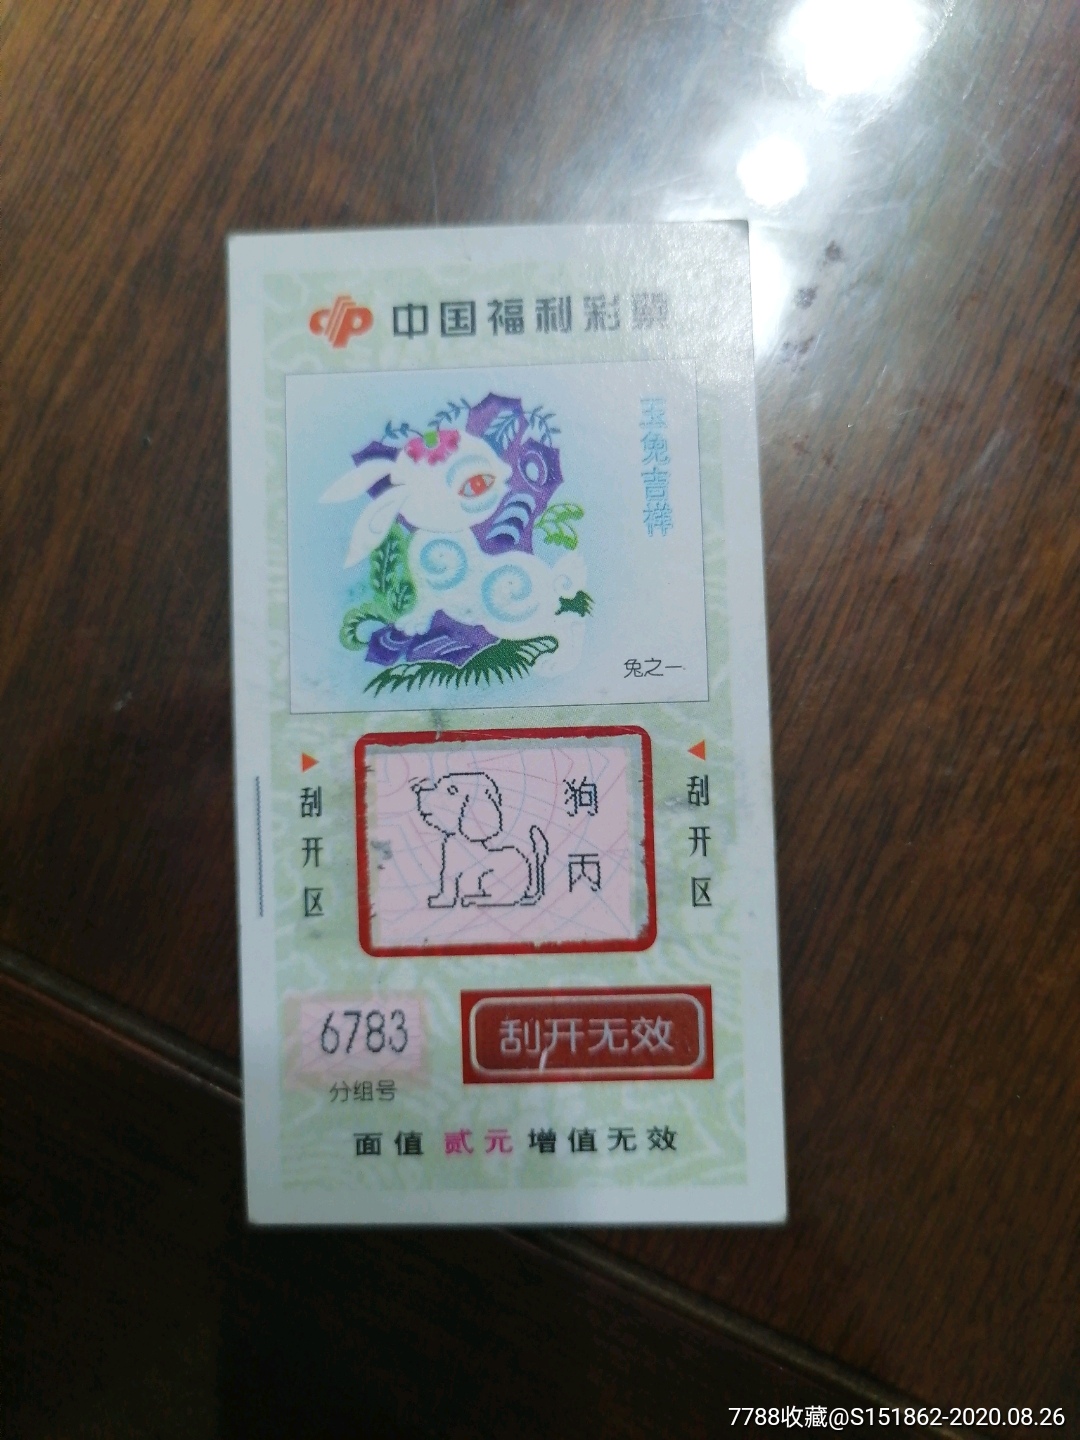 中国福利彩票
玉兔吉祥
兔之一
刮开区
狗
丙
刮开区
6783
分组号
刮开无效
面值 贰元 增值无效
7788收藏@S151862-2020.08.26